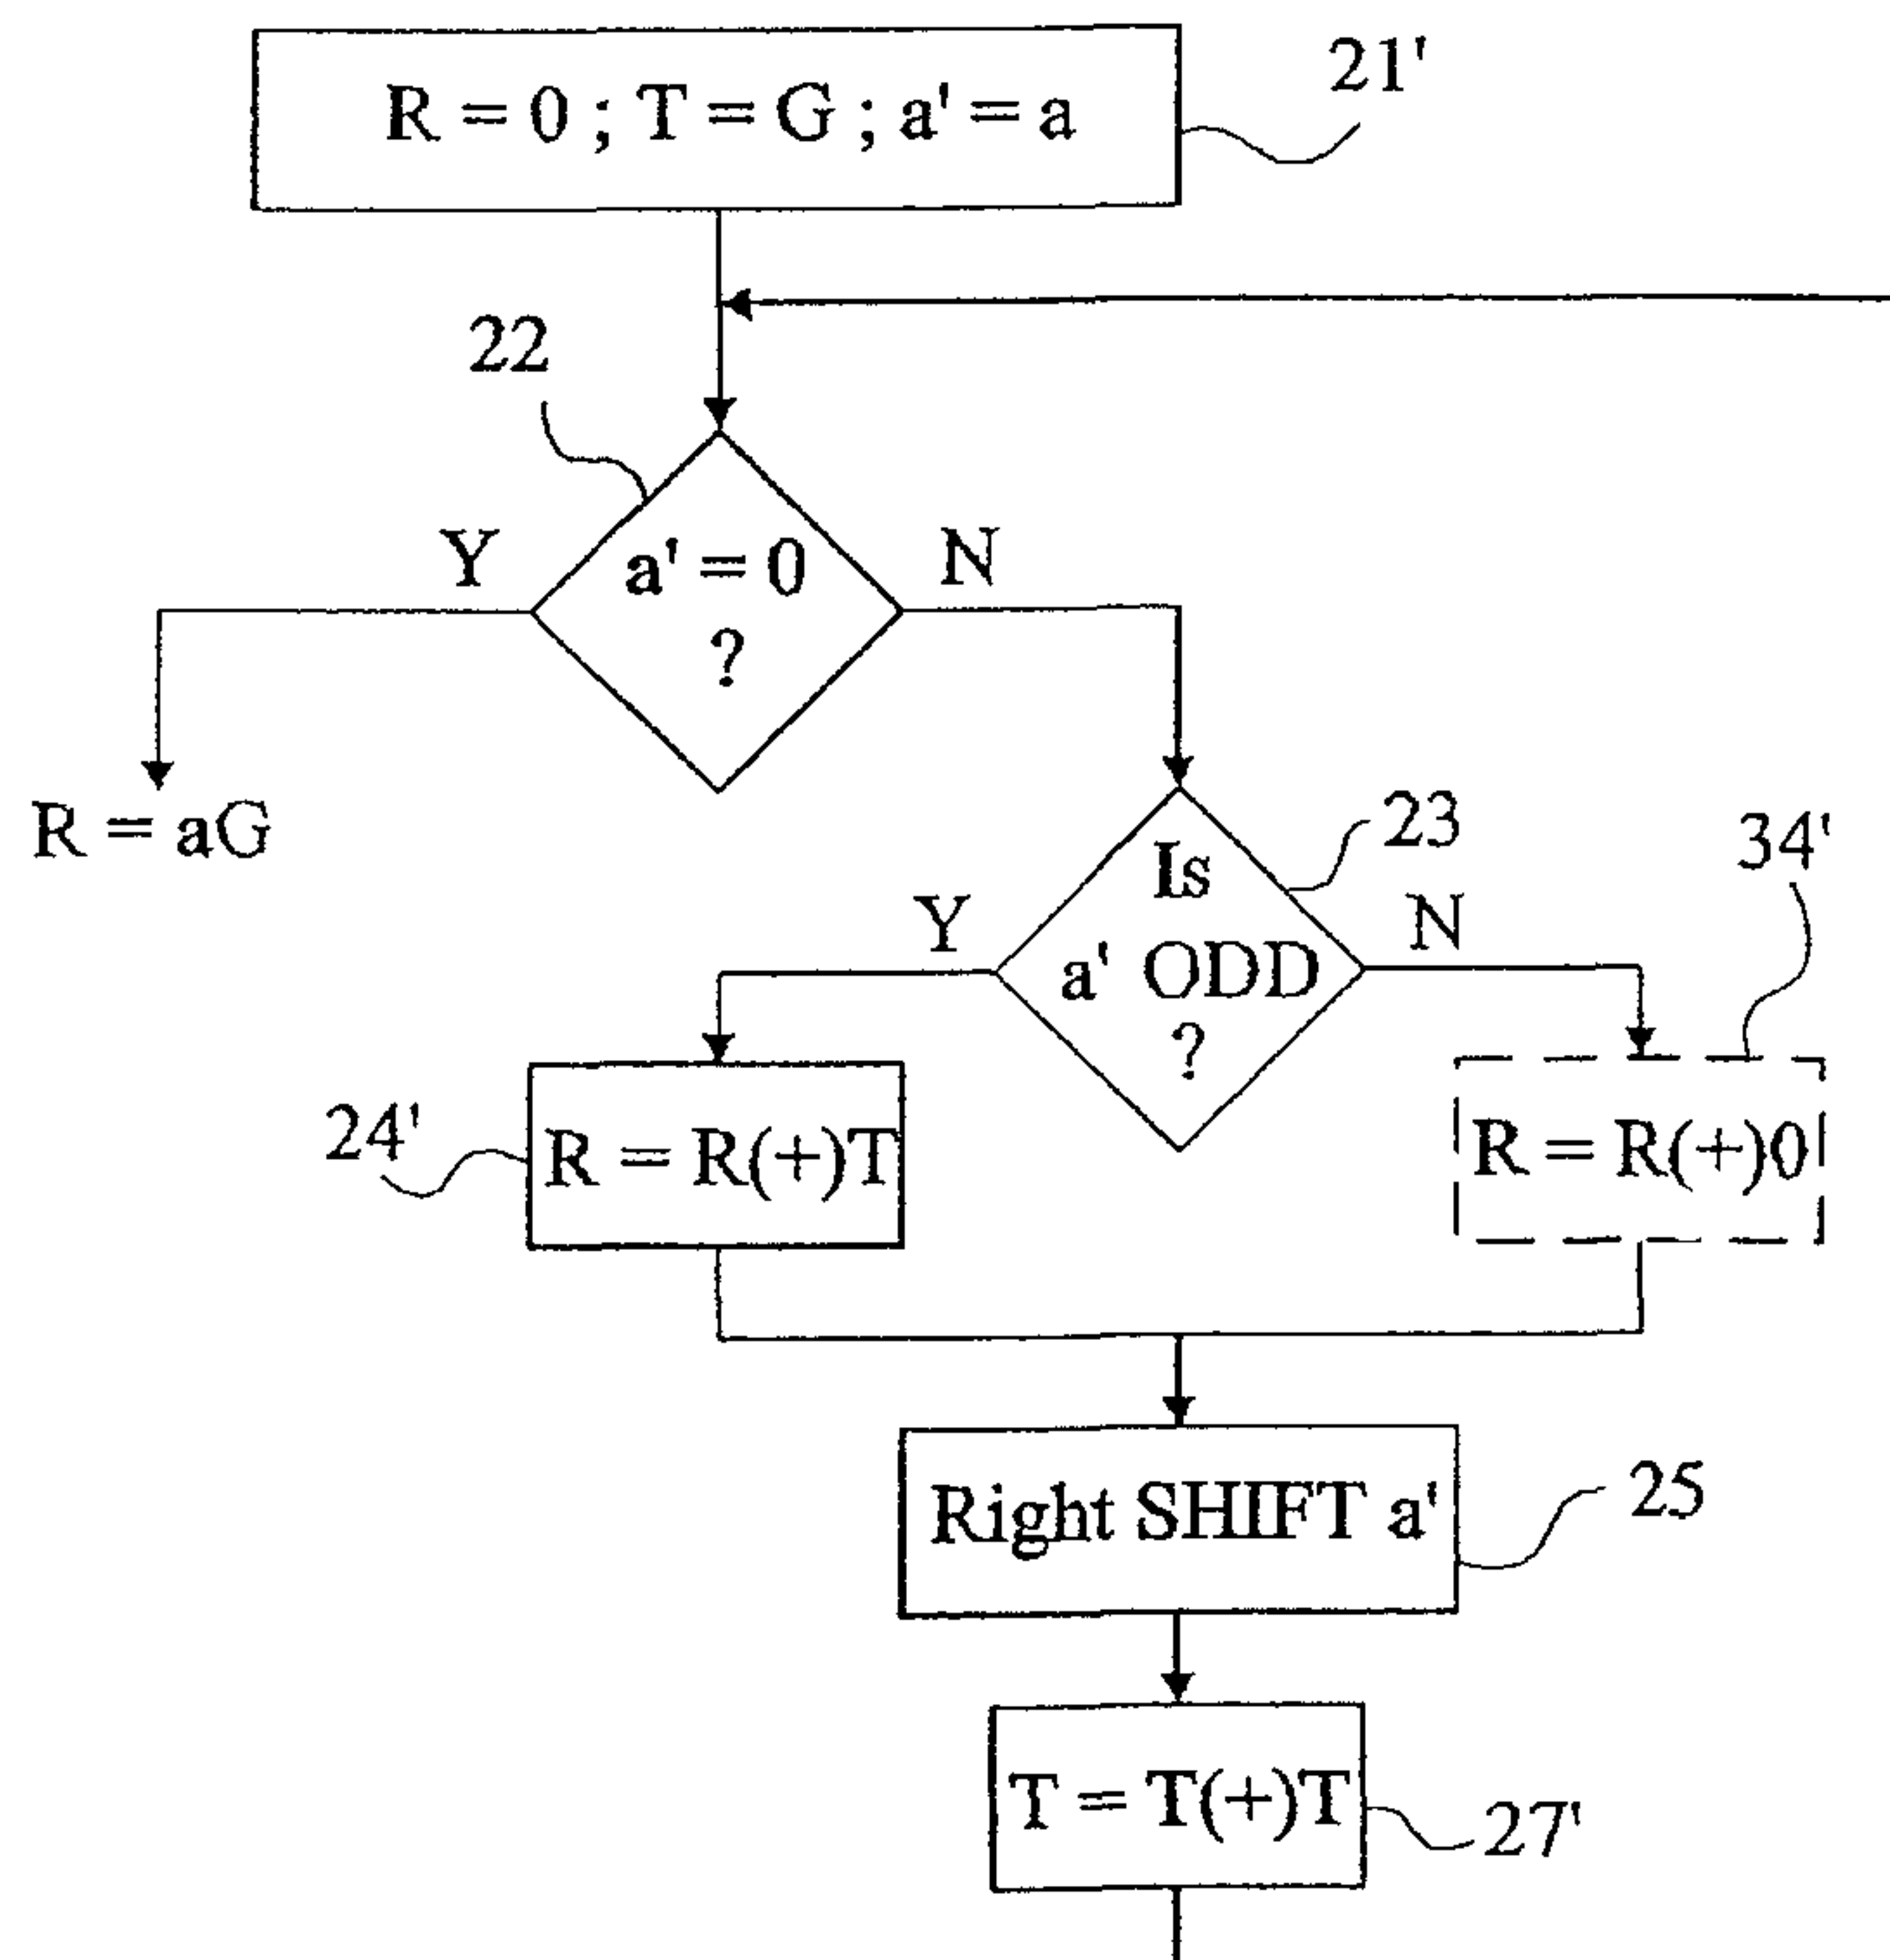 R = 0 ; T = G ; a' = a
21'
22
Y
a' = 0
?
N
R = aG
23
34'
Is
a' ODD
?
Y
N
24'
R = R(+)T
R = R(+)0
Right SHIFT a'
25
T = T(+)T
27'